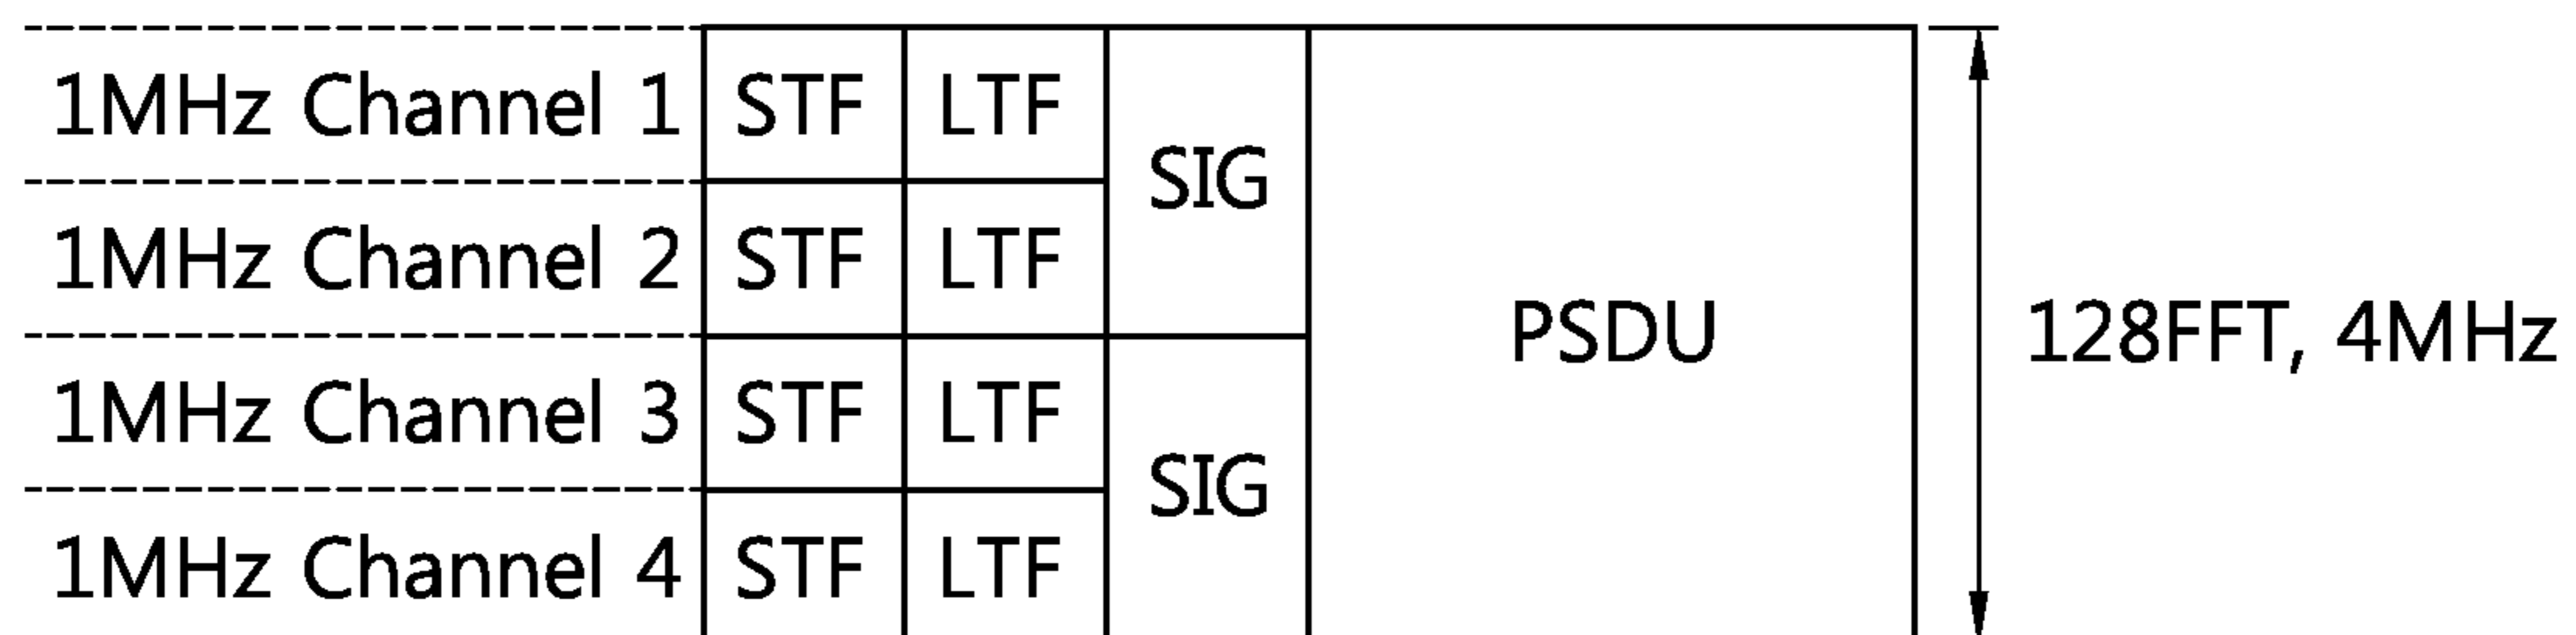 1MHz Channel 1 STF LTF
SIG
1MHz Channel 2 STF LTF
PSDU
128FFT, 4MHz
1MHz Channel 3 STF LTF
SIG
1MHz Channel 4 STF LTF